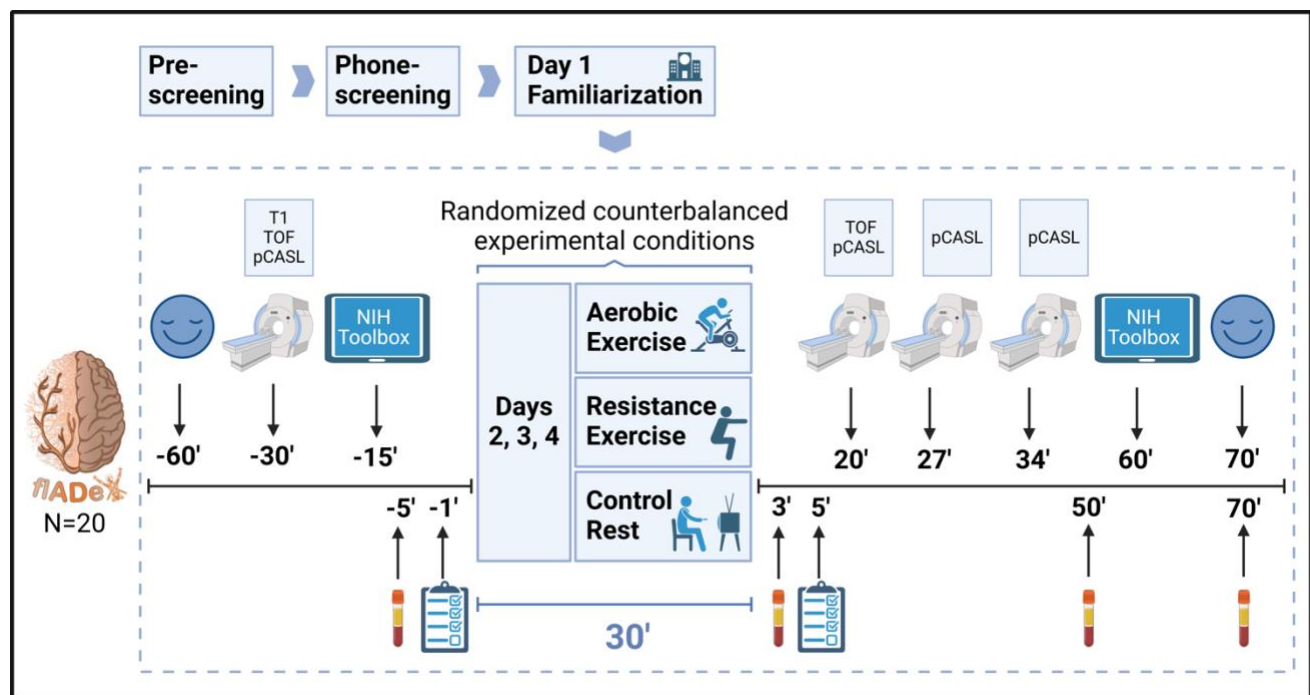 Pre-
screening
Phone-
screening
Day 1
Familiarization
T1
TOF
pCASL
Randomized counterbalanced
experimental conditions
TOF
pCASL
pCASL
pCASL
NIH
Toolbox
Days
2, 3, 4
Aerobic
Exercise
Resistance
Exercise
Control
Rest
NIH
Toolbox
-60'
-30'
-15'
20'
27'
34'
60'
70'
flADex
N=20
-5'
-1'
3'
5'
50'
70'
30'